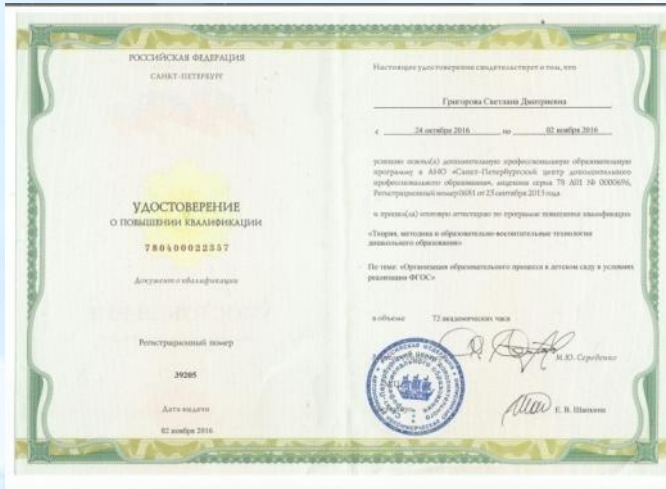 РОССИЙСКАЯ ФЕДЕРАЦИЯ
САНКТ-ПЕТЕРБУРГ
УДОСТОВЕРЕНИЕ
О ПОВЫШЕНИИ КВАЛИФИКАЦИИ
780400022357
Документ о квалификации
Регистрационный номер
39205
Дата выдачи
02 ноября 2016
Настоящее удостоверение свидетельствует о том, что
Григорова Светлана Дмитриевна
с 24 октября 2016 по 02 ноября 2016
успешно освоил(а) дополнительную профессиональную образовательную
программу в АНО «Санкт-Петербургский центр дополнительного
профессионального образования», лицензия серия 78 Л01 № 0000696,
Регистрационный номер 0681 от 25 сентября 2013 года
и прошел(ла) итоговую аттестацию по программе повышения квалификации
«Теория, методика и образовательно-воспитательные технологии
дошкольного образования»
По теме: «Организация образовательного процесса в детском саду в условиях
реализации ФГОС»
в объеме 72 академических часа
М.Ю. Середенко
Е. В.